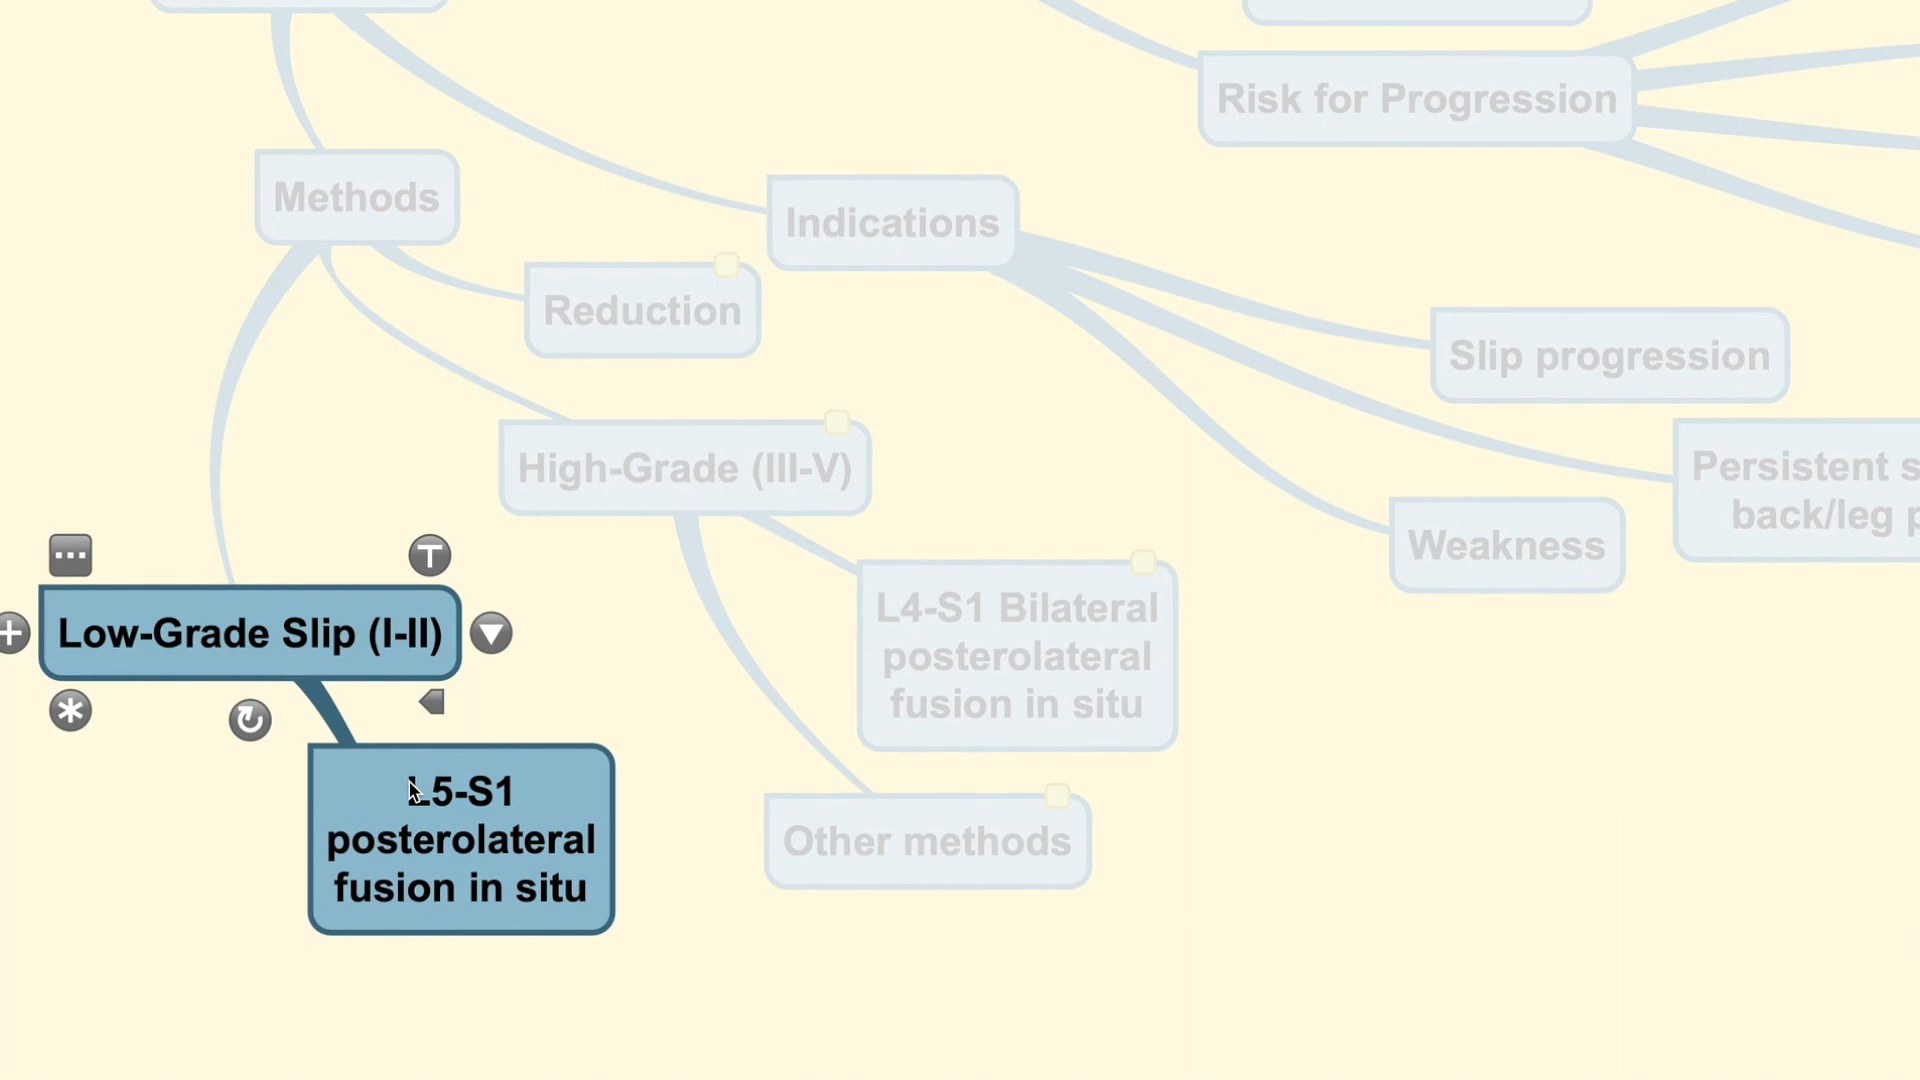 Risk for Progression
Methods
Indications
Reduction
Slip progression
High-Grade (III-V)
Persistent
back/leg
Weakness
L4-S1 Bilateral
posterolateral
fusion in situ
Low-Grade Slip (I-II)
L5-S1
posterolateral
fusion in situ
Other methods